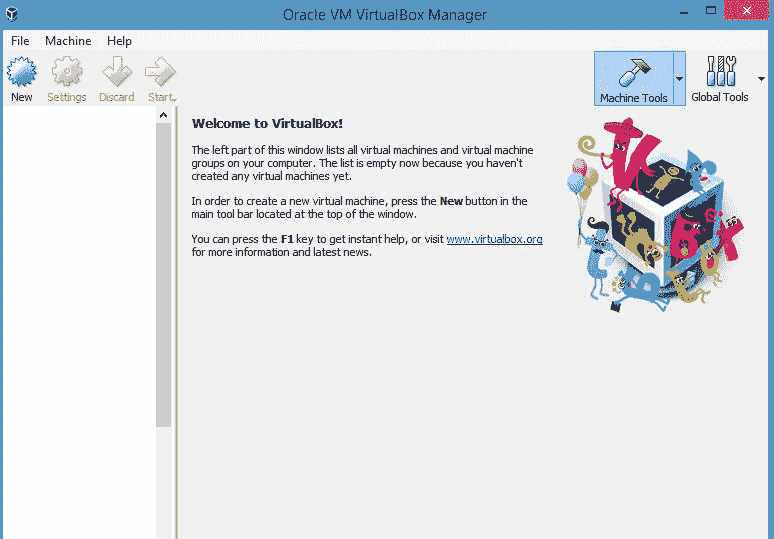 Oracle VM VirtualBox Manager
File Machine Help
New Settings Discard Start
Machine Tools Global Tools
Welcome to VirtualBox!
The left part of this window lists all virtual machines and virtual machine
groups on your computer. The list is empty now because you haven't
created any virtual machines yet.
In order to create a new virtual machine, press the New button in the
main tool bar located at the top of the window.
You can press the F1 key to get instant help, or visit www.virtualbox.org
for more information and latest news.